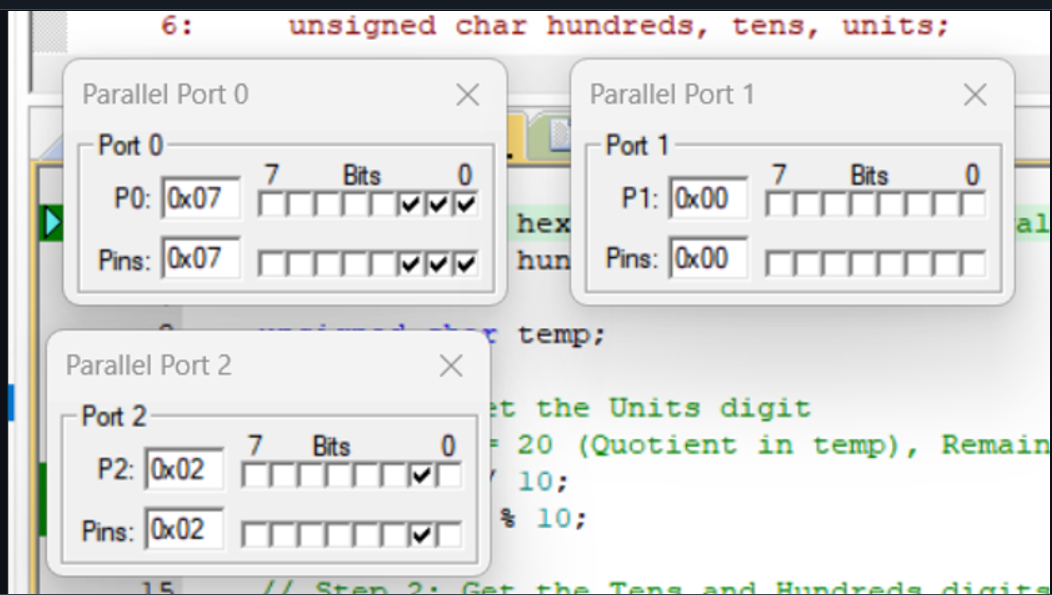 6: unsigned char hundreds, tens, units;
Parallel Port 0
Port 0
7 Bits 0
P0: 0x07
Pins: 0x07
Parallel Port 1
Port 1
7 Bits 0
P1: 0x00
Pins: 0x00
hex
al
hun
temp;
Parallel Port 2
Port 2
7 Bits 0
P2: 0x02
Pins: 0x02
et the Units digit
= 20 (Quotient in temp), Remain
/ 10;
% 10;
15 // Step 2: Get the Tens and Hundreds digits